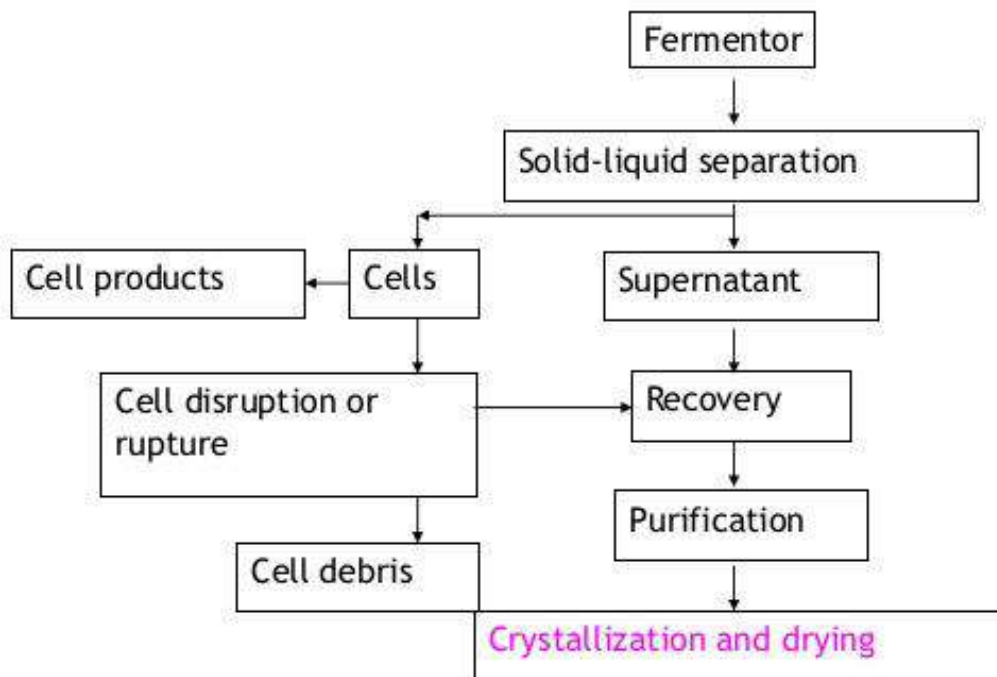 Fermentor
Solid-liquid separation
Cell products
Cells
Supernatant
Cell disruption or
rupture
Recovery
Purification
Cell debris
Crystallization and drying